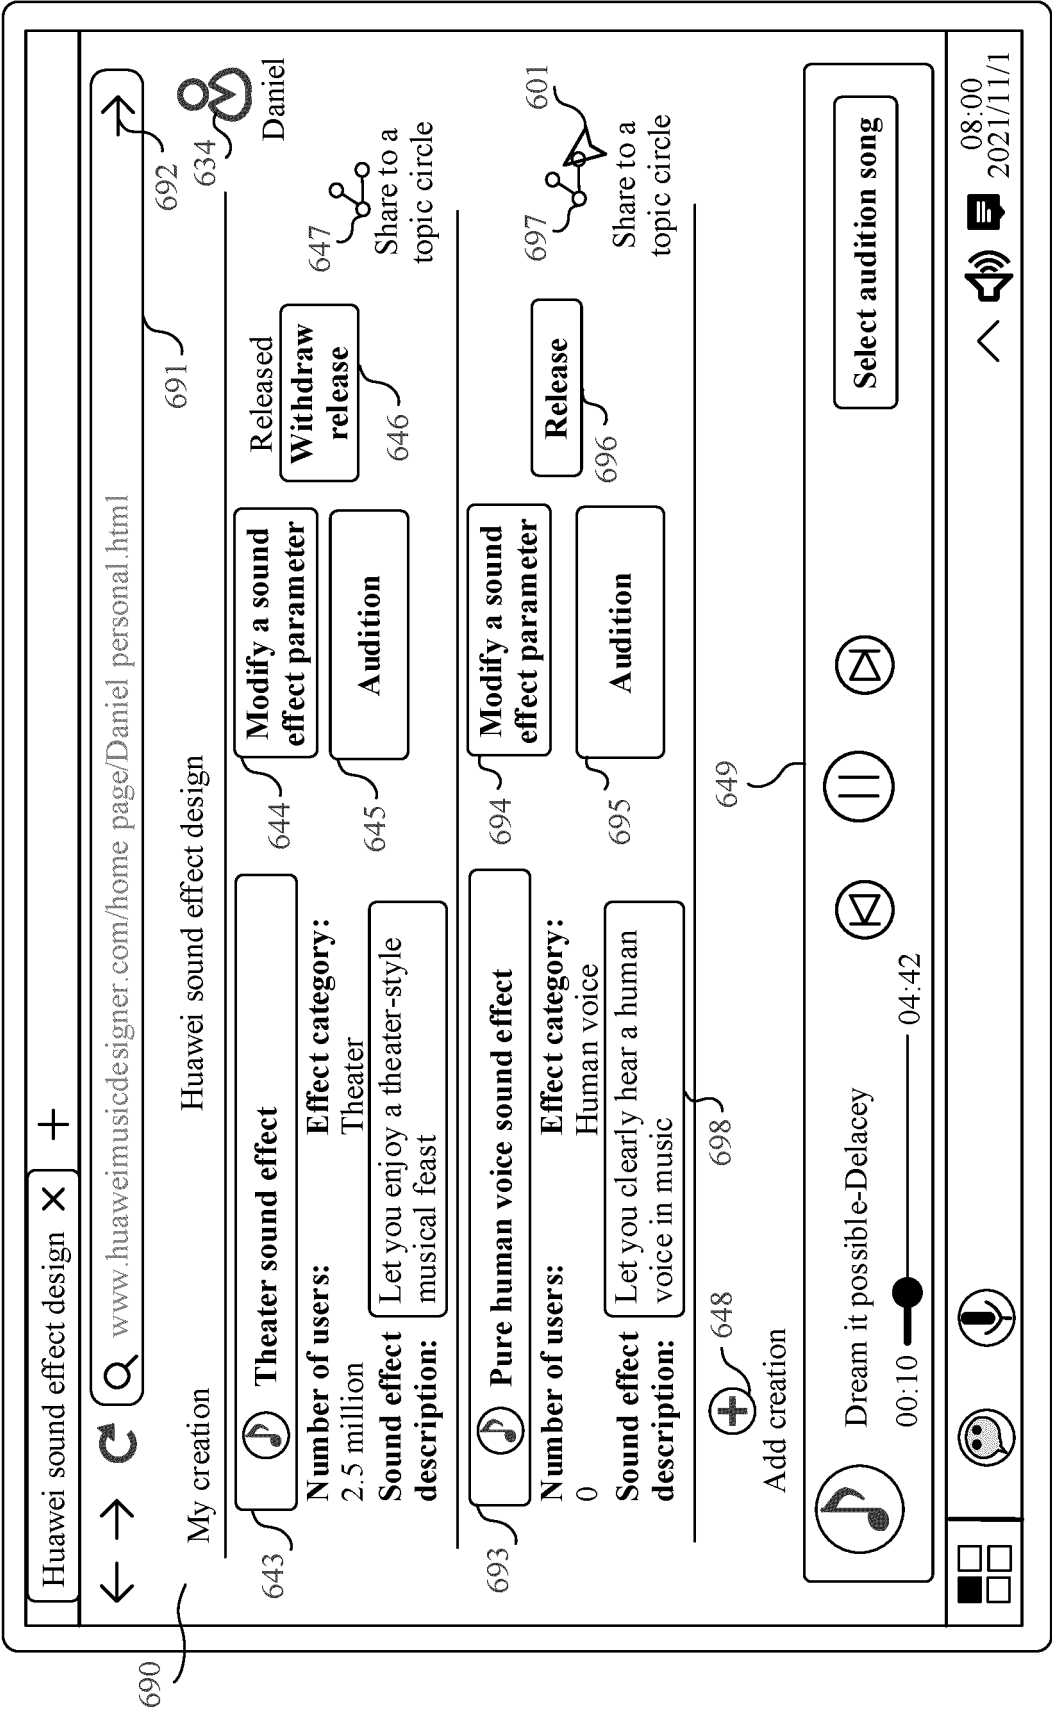 Huawei sound effect design
www.huaweimusicdesigner.com/home page/Daniel personal.html
692
691
690
My creation
Huawei sound effect design
634
Daniel
643
Theater sound effect
Number of users:
2.5 million
Effect category:
Theater
Sound effect
description:
Let you enjoy a theater-style
musical feast
644
Modify a sound
effect parameter
645
Audition
Released
Withdraw
release
646
647
Share to a
topic circle
693
Pure human voice sound effect
Number of users:
0
Effect category:
Human voice
Sound effect
description:
Let you clearly hear a human
voice in music
698
694
Modify a sound
effect parameter
695
Audition
Release
696
697
601
Share to a
topic circle
648
Add creation
649
Dream it possible-Delacey
00:10
04:42
Select audition song
08:00
2021/11/1